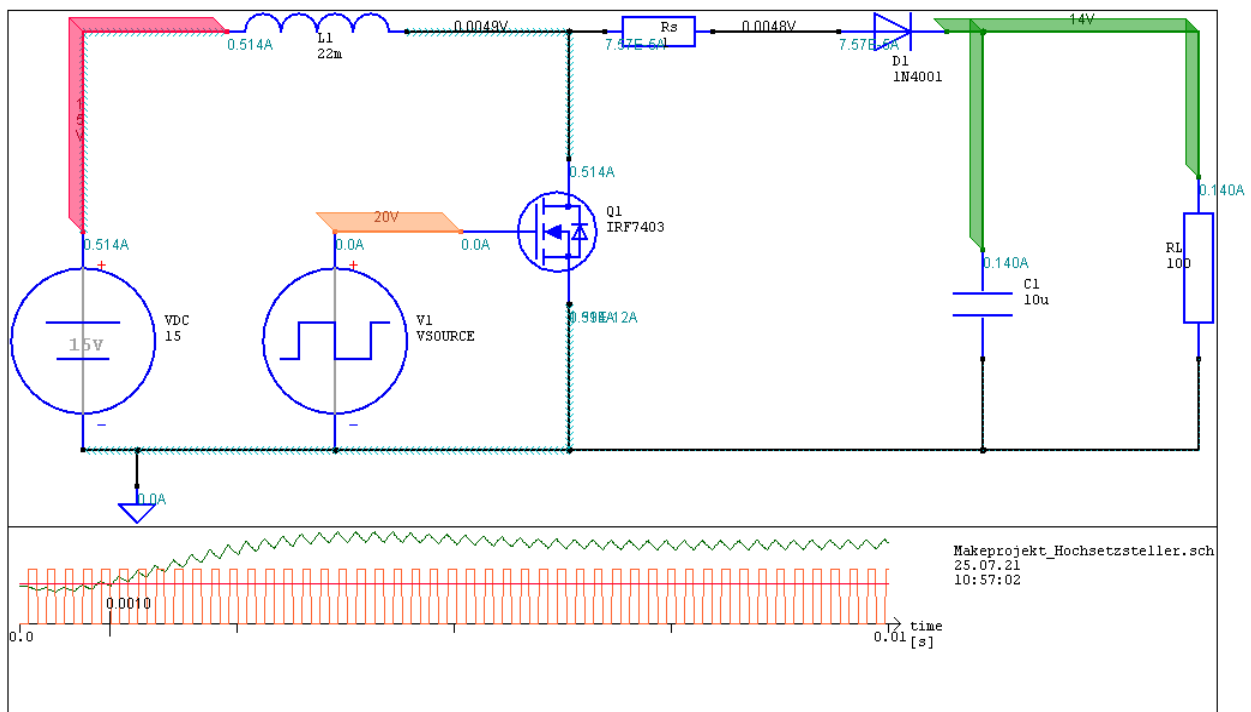 14V
0.0049V
Rs
1
0.0048V
0.514A
L1
22m
7.57E-5A
7.57E-5A
D1
1N4001
15V
0.514A
20V
Q1
IRF7403
0.140A
0.514A
0.0A
0.0A
RL
100
0.140A
C1
10u
VDC
15
15V
V1
VSOURCE
0.0A
Makeprojekt_Hochsetzsteller.sch
25.07.21
10:57:02
0.0010
0.0
0.01
time
[s]